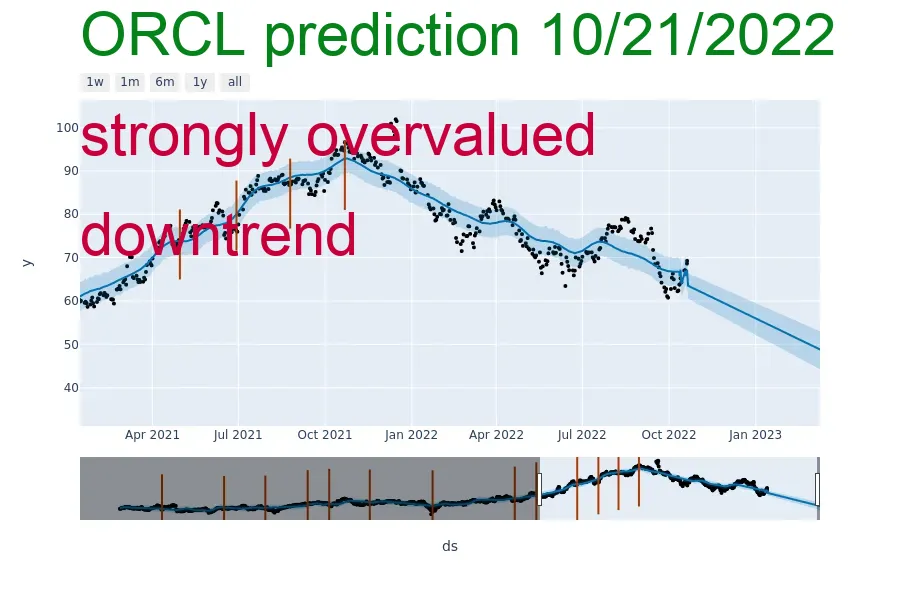 ORCL prediction 10/21/2022
1w 1m 6m 1y all
strongly overvalued
downtrend
100
90
80
70
60
50
40
y
Apr 2021 Jul 2021 Oct 2021 Jan 2022 Apr 2022 Jul 2022 Oct 2022 Jan 2023
ds